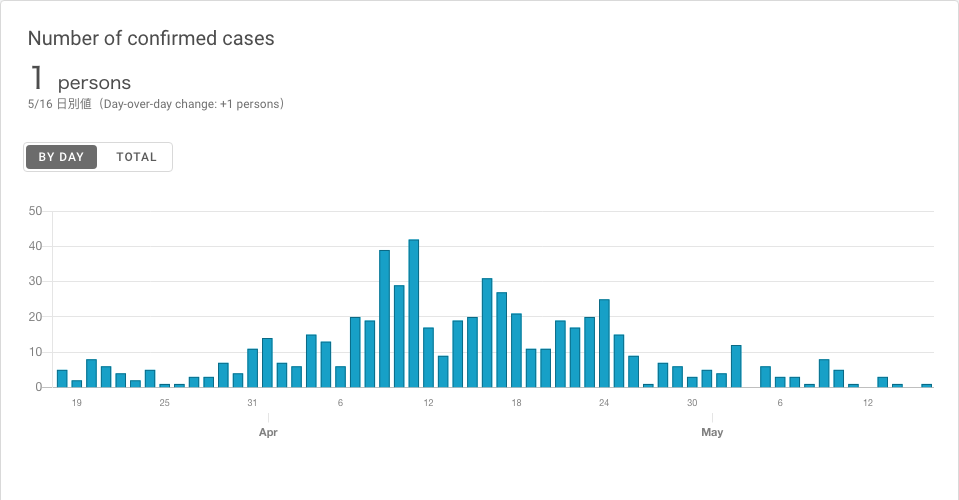 Number of confirmed cases
1 persons
5/16 日別値（Day-over-day change: +1 persons）
BY DAY TOTAL
50
40
30
20
10
0
19 25 31 6 12 18 24 30 6 12
Apr May